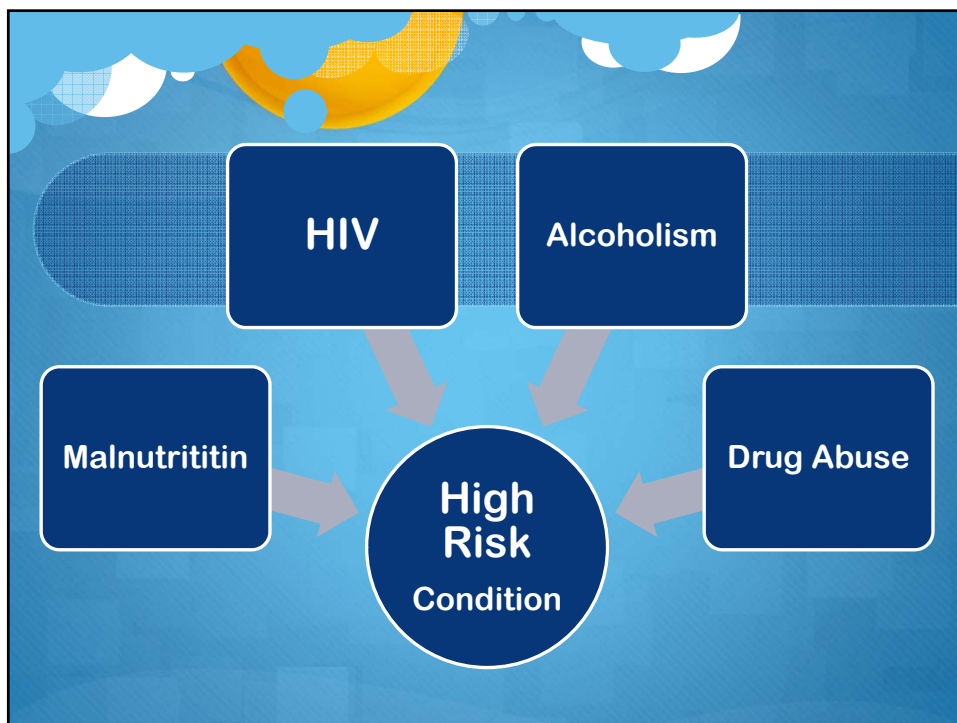 HIV
Alcoholism
Malnutrititin
Drug Abuse
High
Risk
Condition